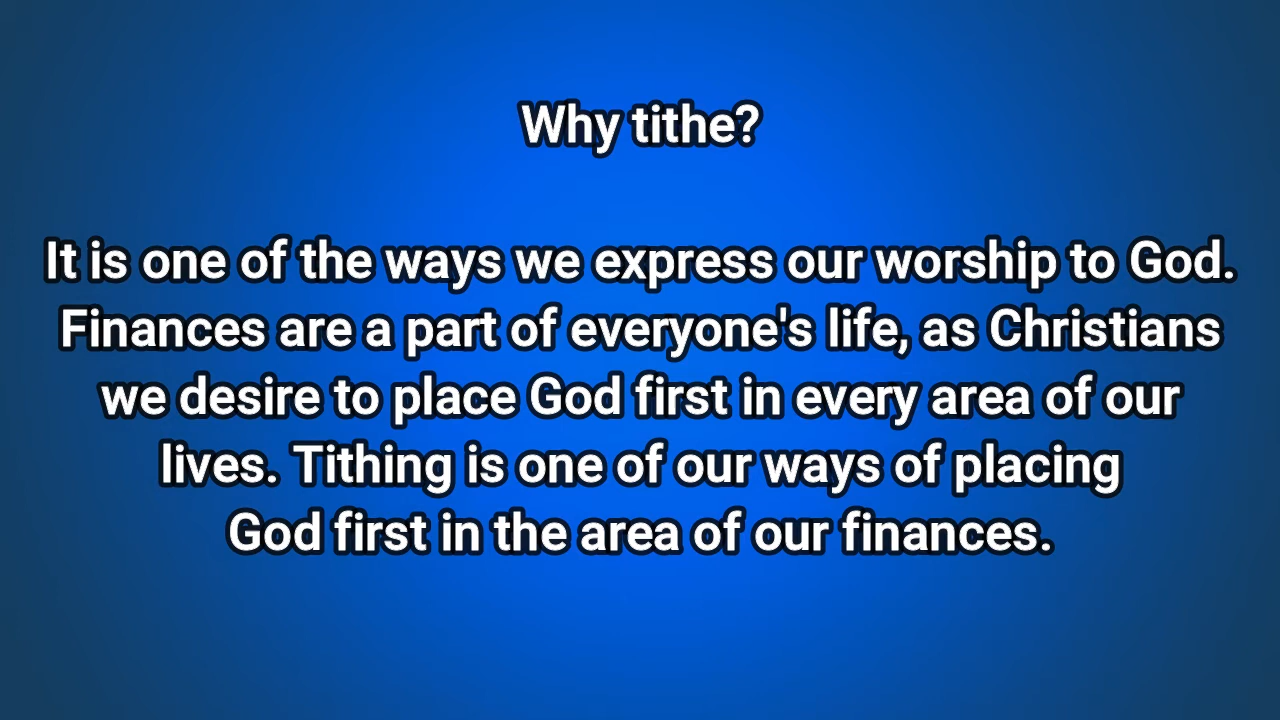 Why tithe?
It is one of the ways we express our worship to God.
Finances are a part of everyone's life, as Christians
we desire to place God first in every area of our
lives. Tithing is one of our ways of placing
God first in the area of our finances.